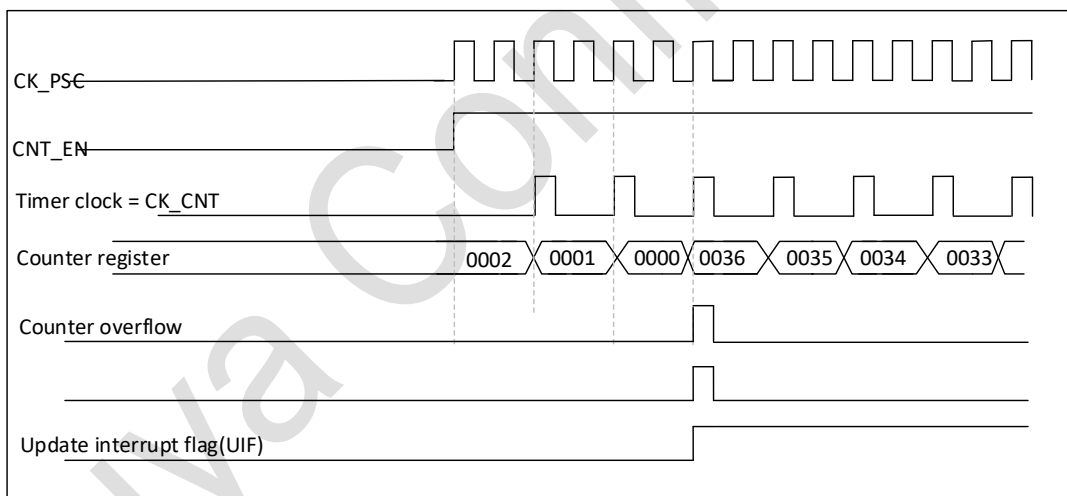 CK_PSC
CNT_EN
Timer clock = CK_CNT
Counter register
0002 0001 0000 0036 0035 0034 0033
Counter overflow
Update interrupt flag(UIF)